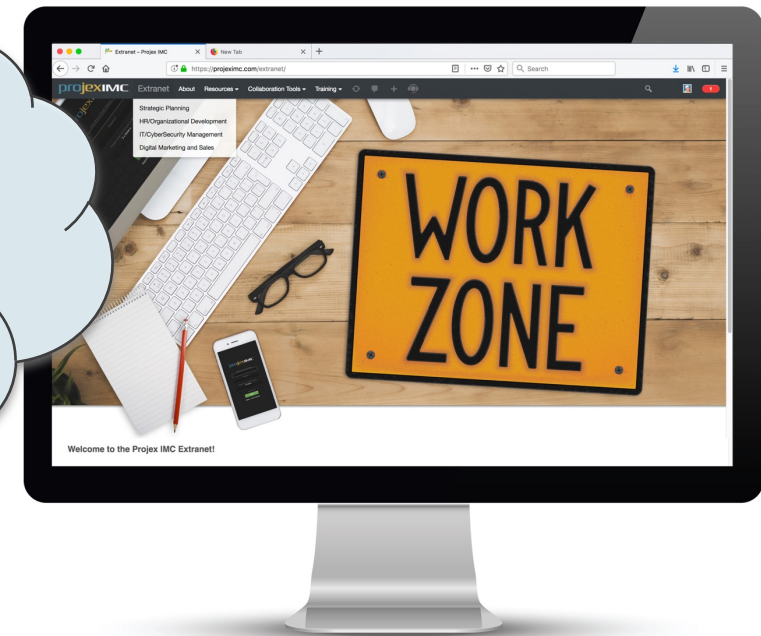 Extranet – Projex IMC
New Tab
https://projeximc.com/extranet/
Search
projexIMC Extranet About Resources Collaboration Tools Training
Strategic Planning
HR/Organizational Development
IT/CyberSecurity Management
Digital Marketing and Sales
WORK
ZONE
projexIMC
Welcome to the Projex IMC Extranet!